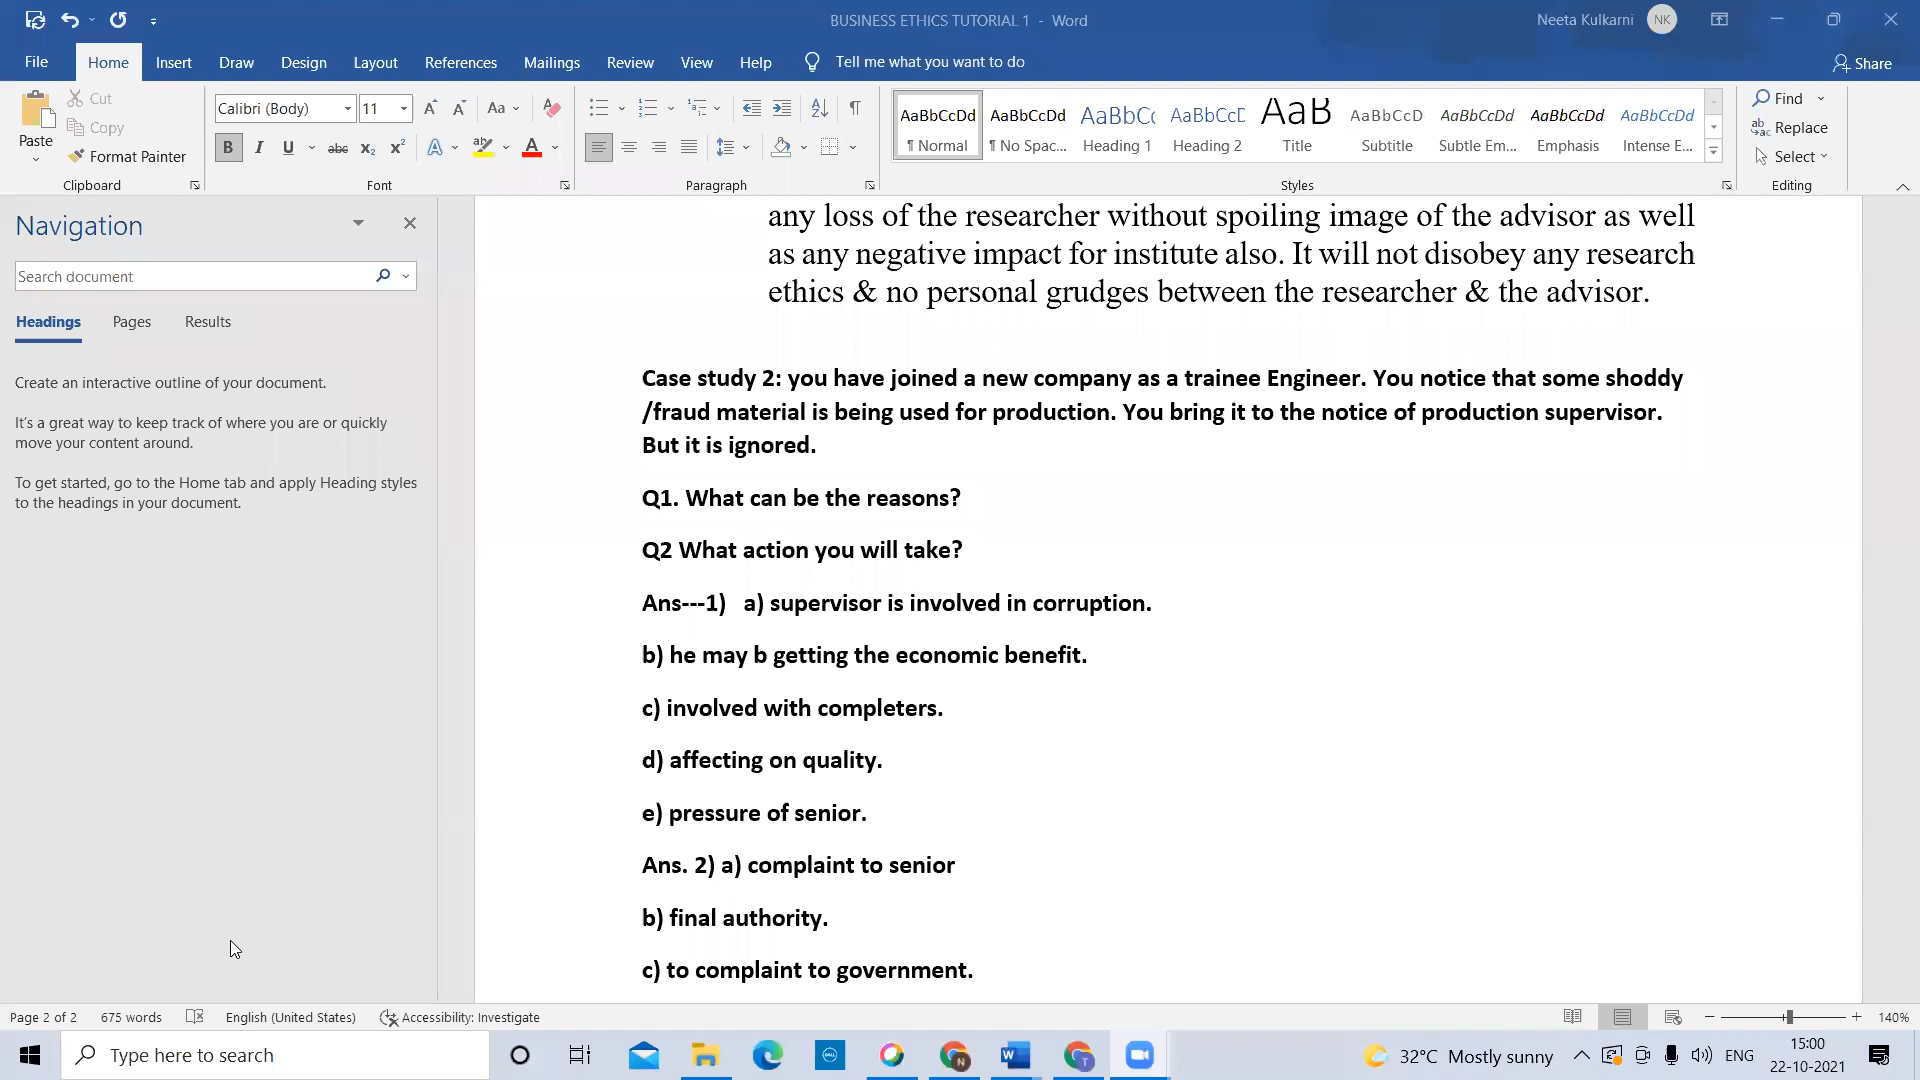 BUSINESS ETHICS TUTORIAL 1 - Word
Neeta Kulkarni NK
File Home Insert Draw Design Layout References Mailings Review View Help Tell me what you want to do Share
Paste
Cut
Copy
Format Painter
Clipboard
Calibri (Body) 11
Font
Paragraph
AaBbCcDd AaBbCcDd AaBbCc AaBbCcD AaB AaBbCcD AaBbCcDd AaBbCcDd AaBbCcDd
¶ Normal ¶ No Spac... Heading 1 Heading 2 Title Subtitle Subtle Em... Emphasis Intense E...
Styles
Find
Replace
Select
Editing
Navigation
Search document
Headings Pages Results
Create an interactive outline of your document.
It's a great way to keep track of where you are or quickly
move your content around.
To get started, go to the Home tab and apply Heading styles
to the headings in your document.
any loss of the researcher without spoiling image of the advisor as well
as any negative impact for institute also. It will not disobey any research
ethics & no personal grudges between the researcher & the advisor.
Case study 2: you have joined a new company as a trainee Engineer. You notice that some shoddy
/fraud material is being used for production. You bring it to the notice of production supervisor.
But it is ignored.
Q1. What can be the reasons?
Q2 What action you will take?
Ans---1) a) supervisor is involved in corruption.
b) he may b getting the economic benefit.
c) involved with completers.
d) affecting on quality.
e) pressure of senior.
Ans. 2) a) complaint to senior
b) final authority.
c) to complaint to government.
Page 2 of 2 675 words English (United States) Accessibility: Investigate 140%
Type here to search
32°C Mostly sunny ENG
15:00
22-10-2021